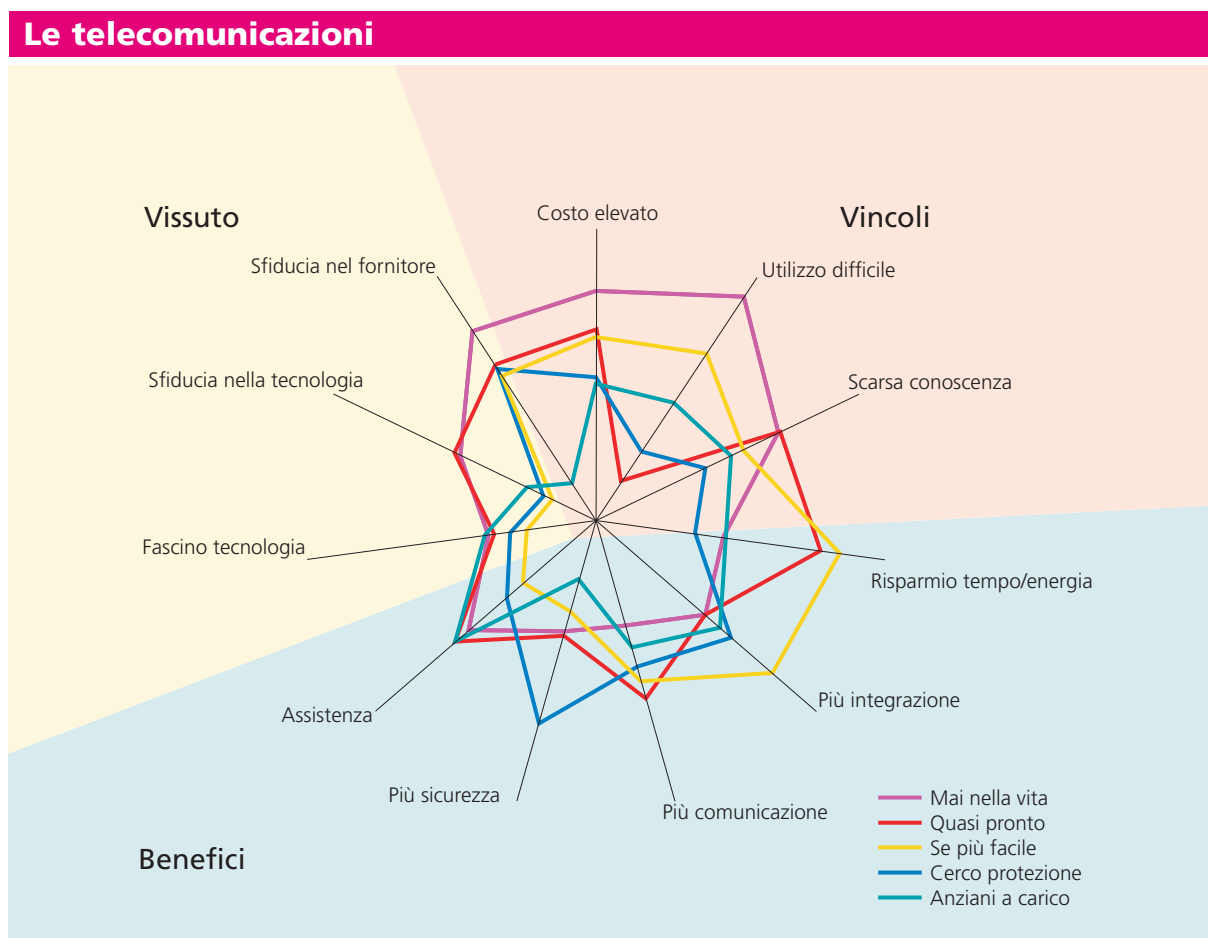 Le telecomunicazioni
Vissuto
Costo elevato
Vincoli
Sfiducia nel fornitore
Utilizzo difficile
Sfiducia nella tecnologia
Scarsa conoscenza
Fascino tecnologia
Risparmio tempo/energia
Assistenza
Più integrazione
Più sicurezza
Più comunicazione
Benefici
Mai nella vita
Quasi pronto
Se più facile
Cerco protezione
Anziani a carico